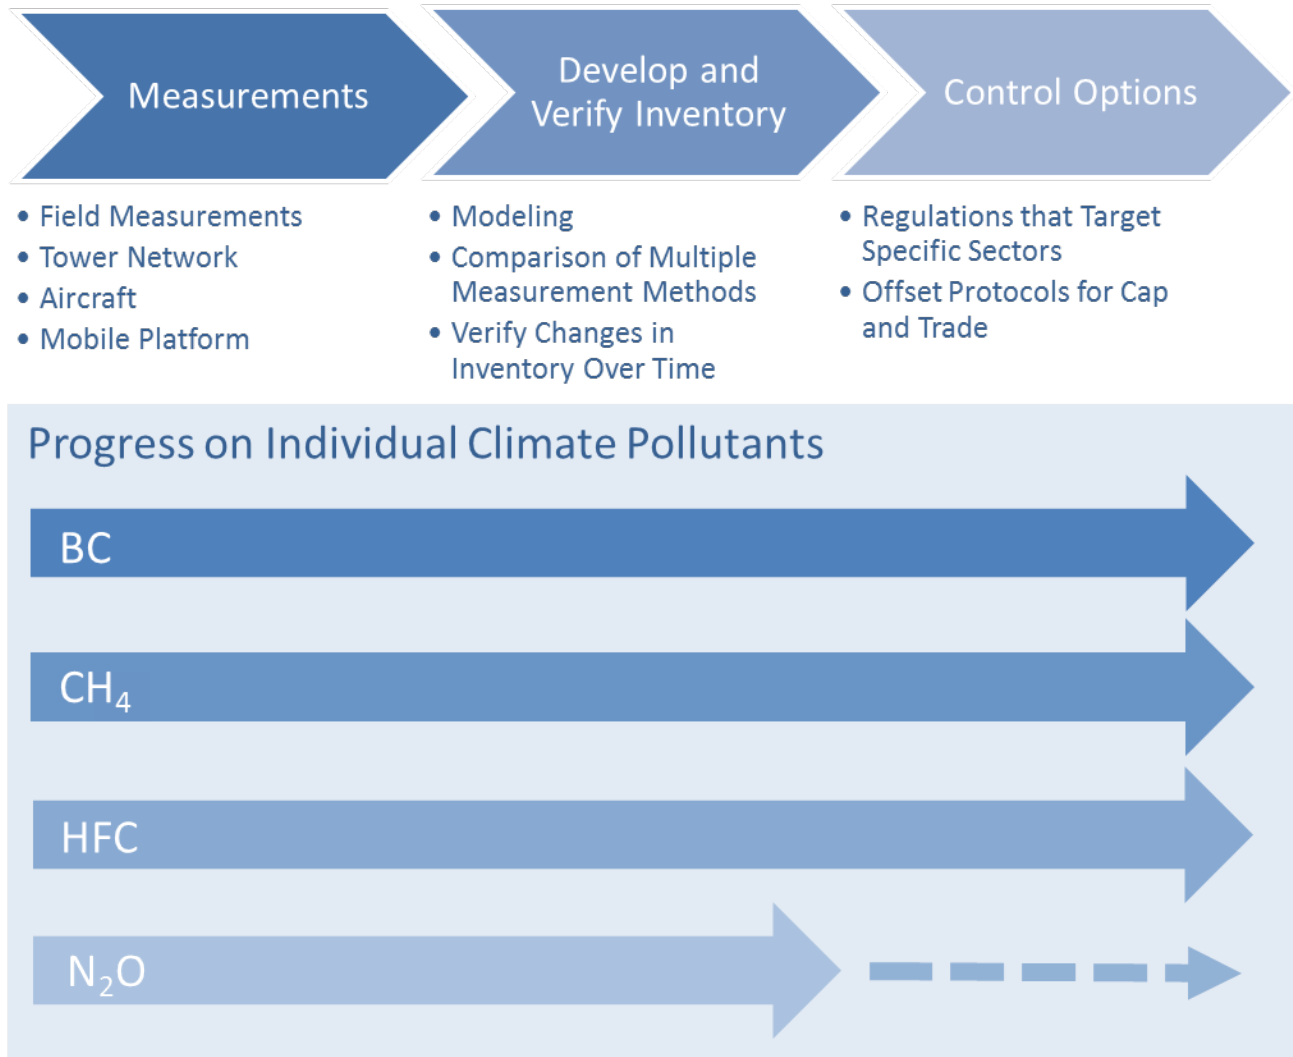 Measurements
Develop and
Verify Inventory
Control Options
• Field Measurements
• Tower Network
• Aircraft
• Mobile Platform
• Modeling
• Comparison of Multiple
Measurement Methods
• Verify Changes in
Inventory Over Time
• Regulations that Target
Specific Sectors
• Offset Protocols for Cap
and Trade
Progress on Individual Climate Pollutants
BC
CH₄
HFC
N₂O